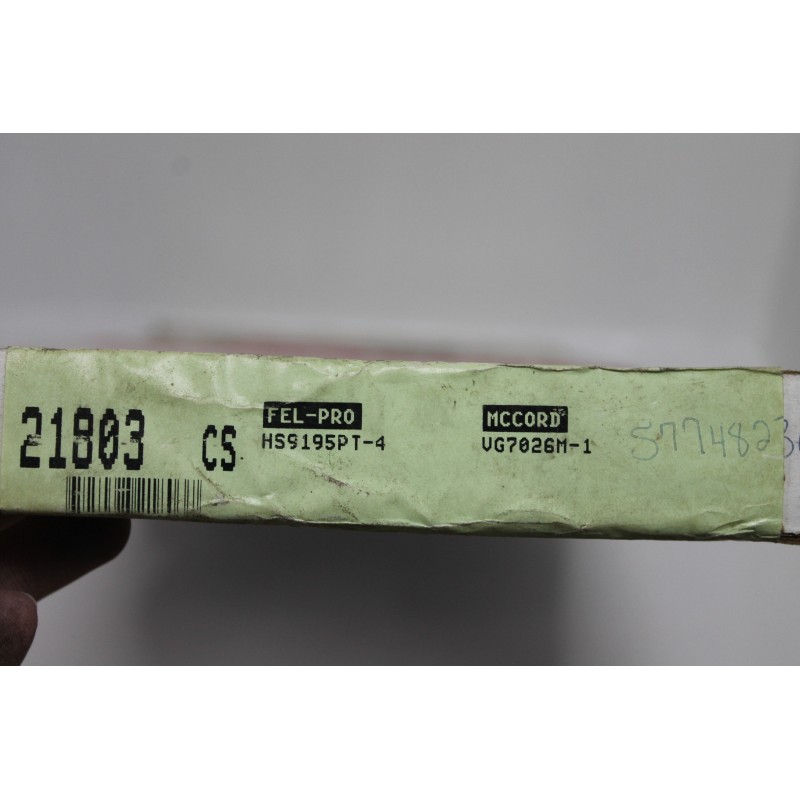 21803 CS
FEL-PRO
HS9195PT-4
MCCORD
VG7026M-1